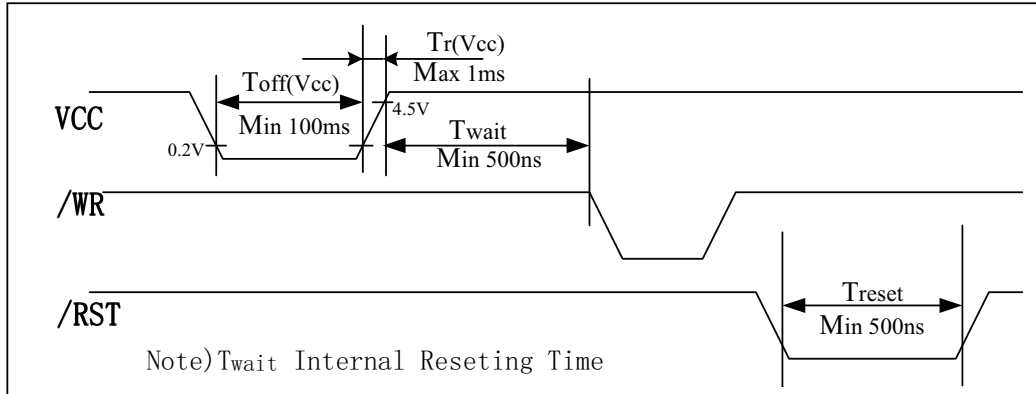 Tr(Vcc)
Max 1ms
Toff(Vcc)
Min 100ms
VCC
4.5V
0.2V
Twait
Min 500ns
/WR
/RST
Treset
Min 500ns
Note)Twait Internal Reseting Time